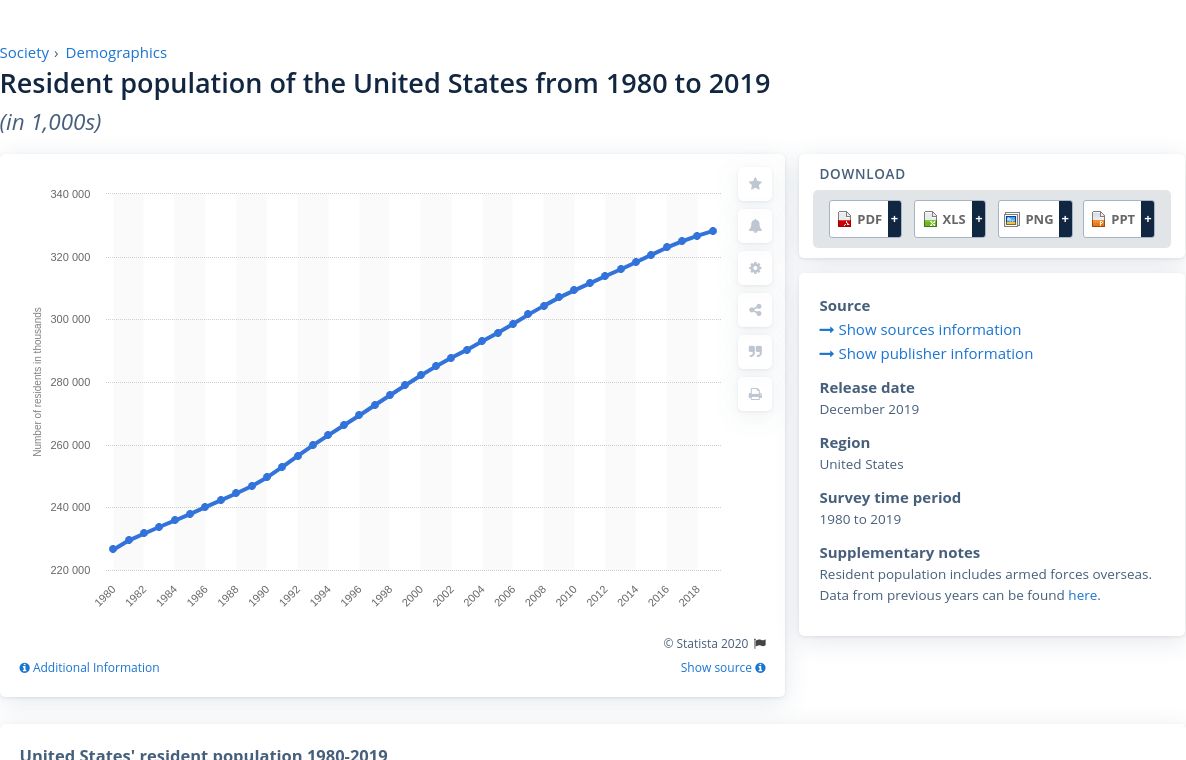 Society › Demographics
Resident population of the United States from 1980 to 2019
(in 1,000s)
340 000
320 000
300 000
280 000
260 000
240 000
220 000
Number of residents in thousands
1980 1982 1984 1986 1988 1990 1992 1994 1996 1998 2000 2002 2004 2006 2008 2010 2012 2014 2016 2018
© Statista 2020
Additional Information
Show source
DOWNLOAD
PDF + XLS + PNG + PPT +
Source
Show sources information
Show publisher information
Release date
December 2019
Region
United States
Survey time period
1980 to 2019
Supplementary notes
Resident population includes armed forces overseas.
Data from previous years can be found here.
United States' resident population 1980-2019